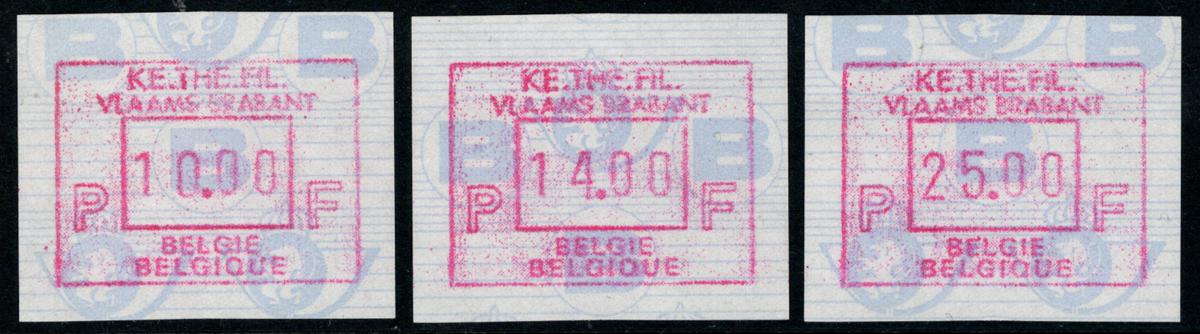 KE.THE.FIL.
VLAAMS BRABANT
10.00
P F
BELGIE
BELGIQUE
KE.THE.FIL.
VLAAMS BRABANT
14.00
P F
BELGIE
BELGIQUE
KE.THE.FIL.
VLAAMS BRABANT
25.00
P F
BELGIE
BELGIQUE
B B
B
B B
B
B B
B